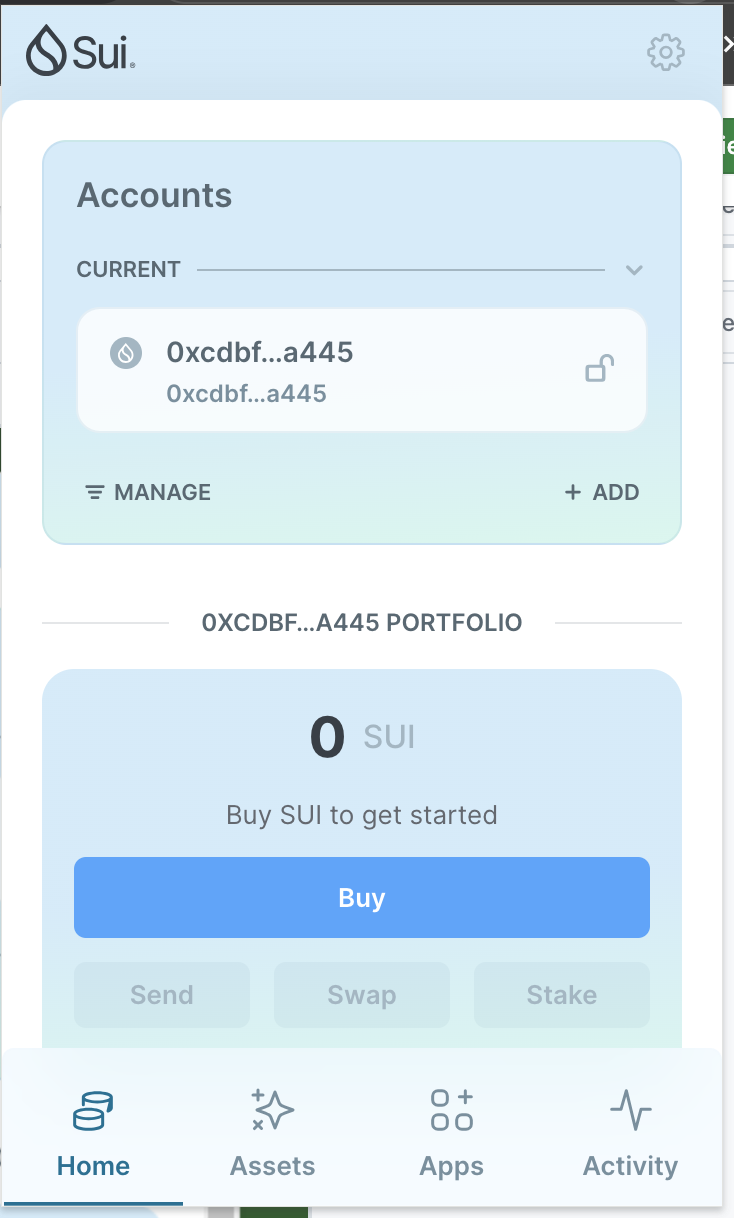 Sui
Accounts
CURRENT
0xcdbf...a445
0xcdbf...a445
MANAGE
+ ADD
0XCDBF...A445 PORTFOLIO
0 SUI
Buy SUI to get started
Buy
Send Swap Stake
Home Assets Apps Activity